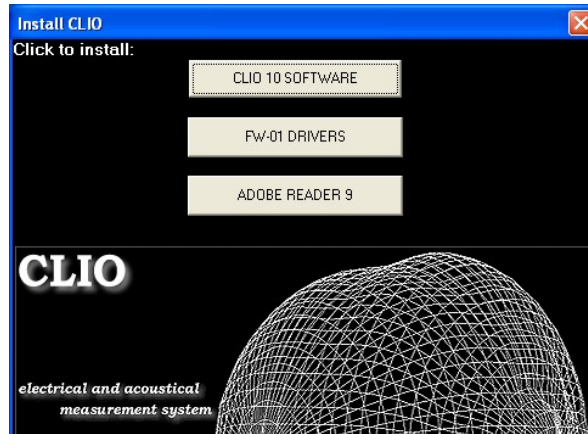 Install CLIO
Click to install:
CLIO 10 SOFTWARE
FW-01 DRIVERS
ADOBE READER 9
CLIO
electrical and acoustical
measurement system